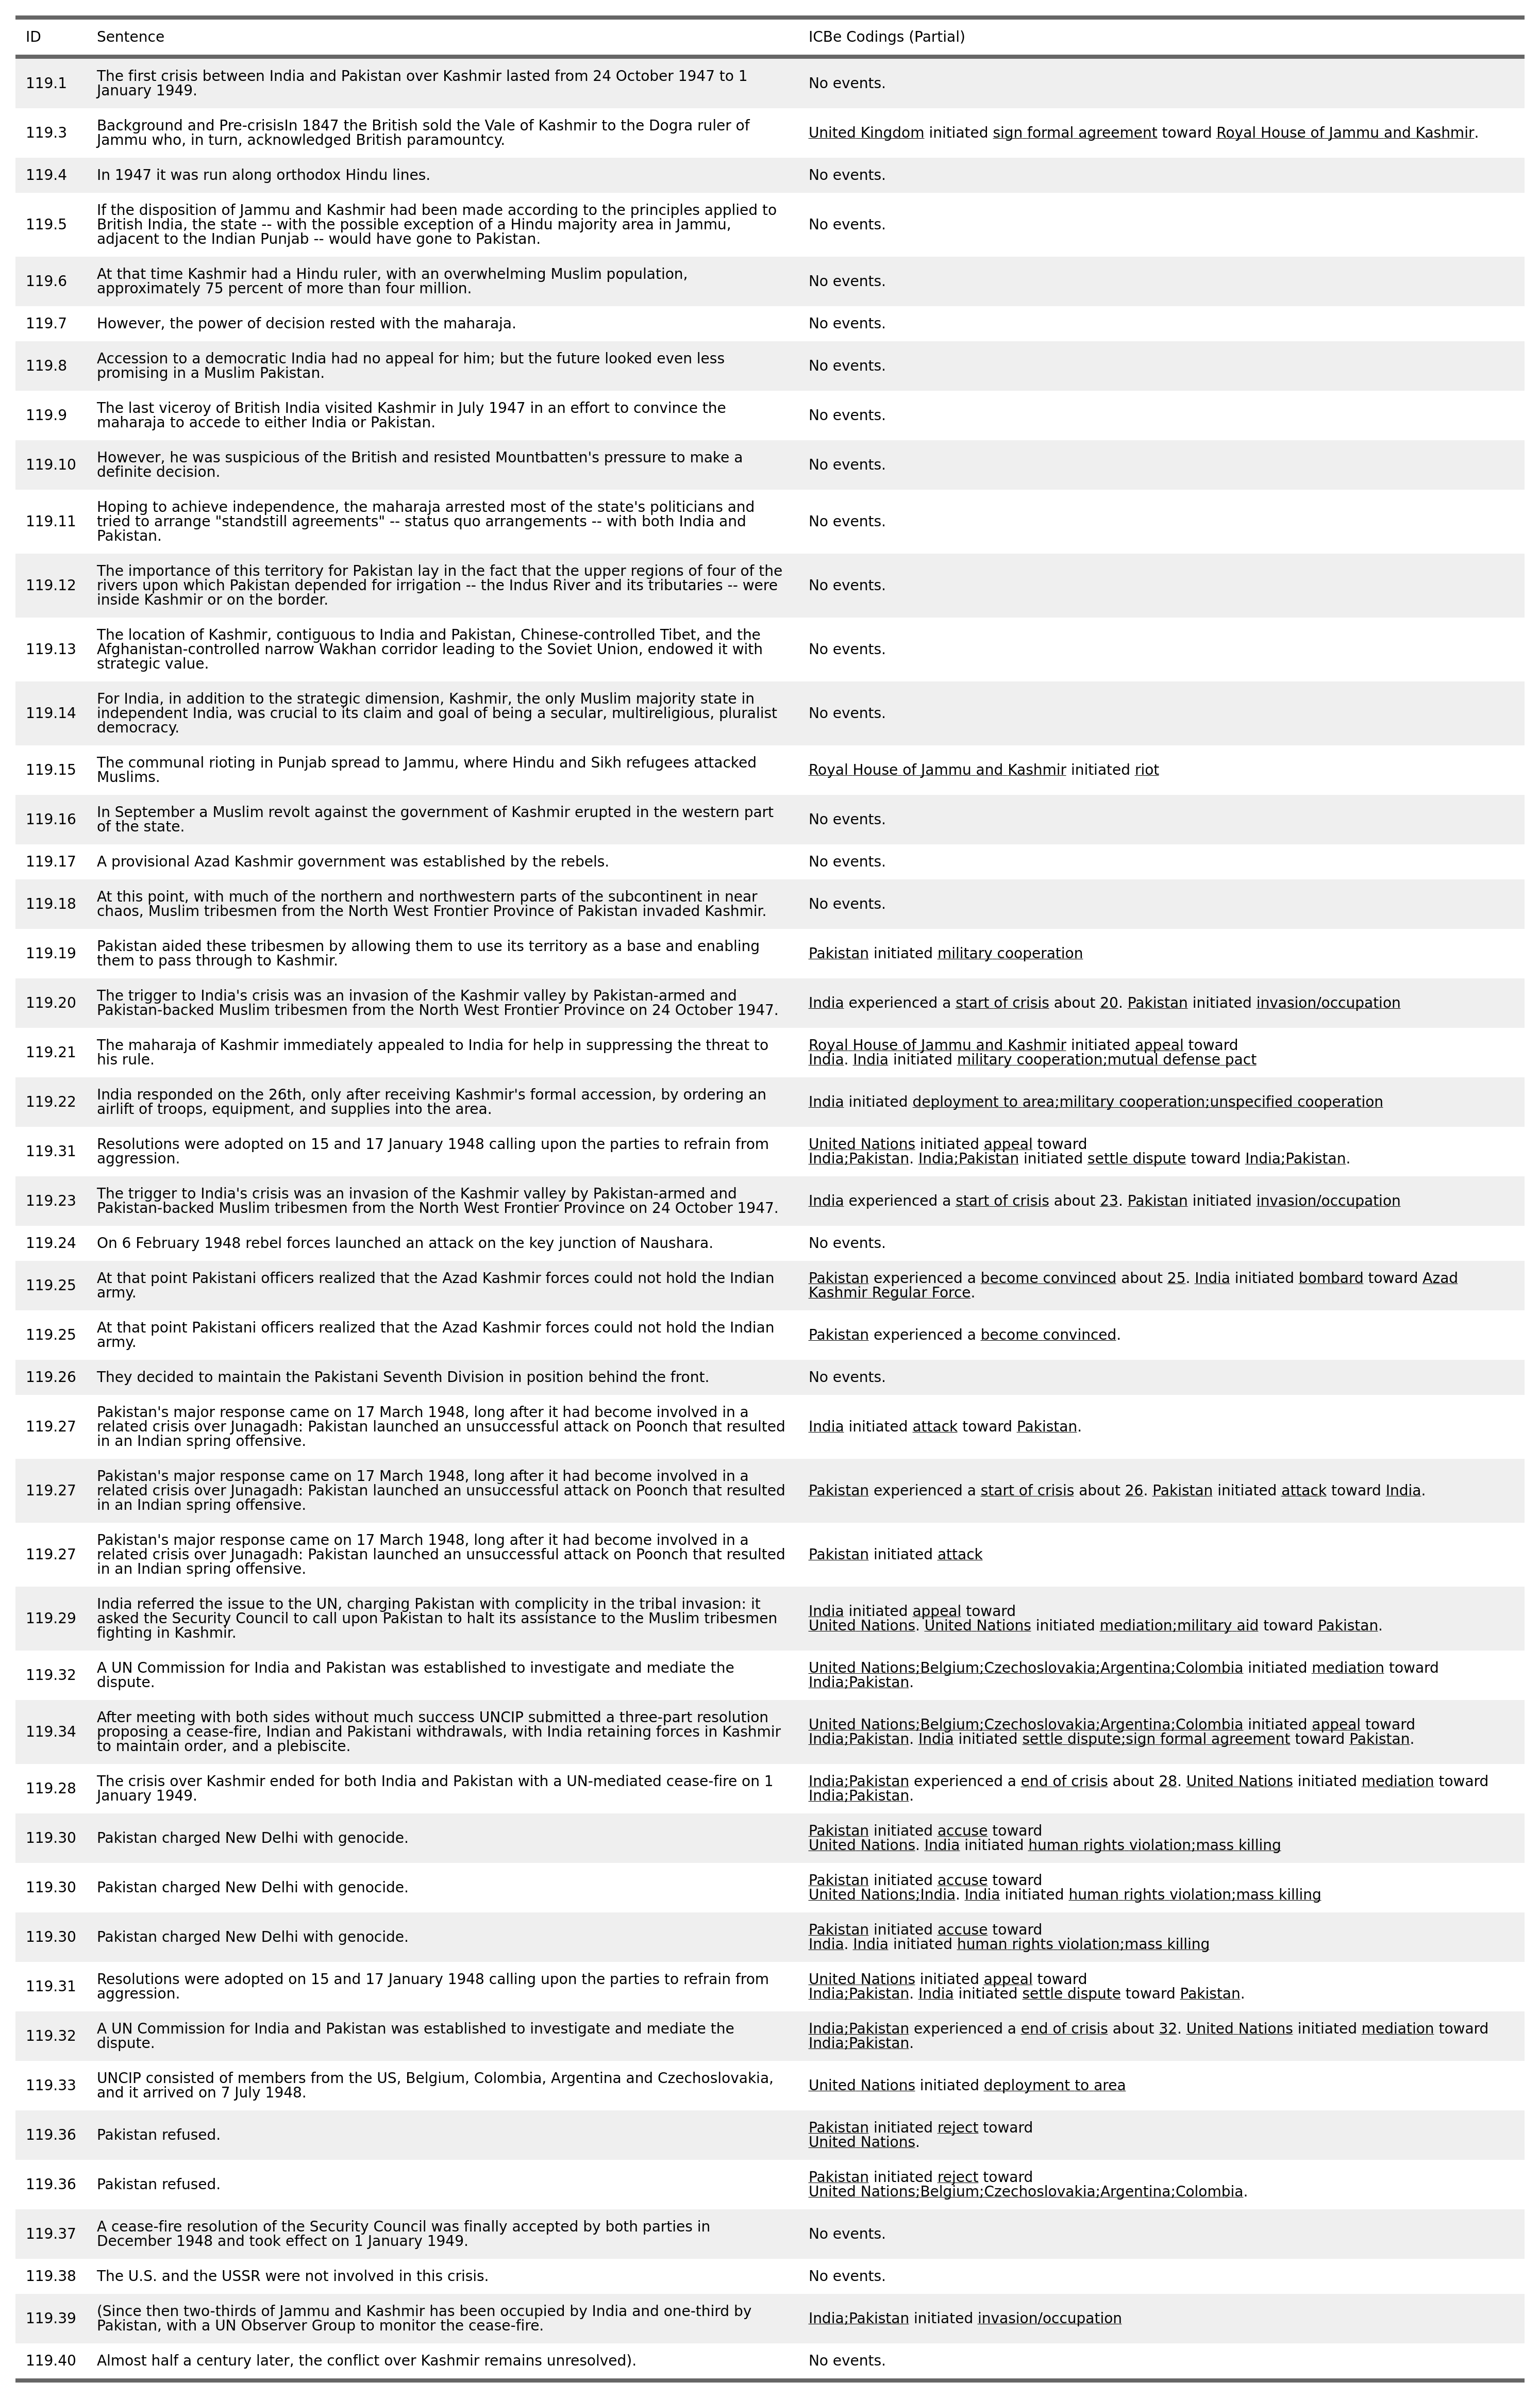 ID Sentence ICBe Codings (Partial)
119.1 The first crisis between India and Pakistan over Kashmir lasted from 24 October 1947 to 1
January 1949. No events.
119.3 Background and Pre-crisisIn 1847 the British sold the Vale of Kashmir to the Dogra ruler of
Jammu who, in turn, acknowledged British paramountcy. United Kingdom initiated sign formal agreement toward Royal House of Jammu and Kashmir.
119.4 In 1947 it was run along orthodox Hindu lines. No events.
119.5 If the disposition of Jammu and Kashmir had been made according to the principles applied to
British India, the state -- with the possible exception of a Hindu majority area in Jammu,
adjacent to the Indian Punjab -- would have gone to Pakistan. No events.
119.6 At that time Kashmir had a Hindu ruler, with an overwhelming Muslim population,
approximately 75 percent of more than four million. No events.
119.7 However, the power of decision rested with the maharaja. No events.
119.8 Accession to a democratic India had no appeal for him; but the future looked even less
promising in a Muslim Pakistan. No events.
119.9 The last viceroy of British India visited Kashmir in July 1947 in an effort to convince the
maharaja to accede to either India or Pakistan. No events.
119.10 However, he was suspicious of the British and resisted Mountbatten's pressure to make a
definite decision. No events.
119.11 Hoping to achieve independence, the maharaja arrested most of the state's politicians and
tried to arrange "standstill agreements" -- status quo arrangements -- with both India and
Pakistan. No events.
119.12 The importance of this territory for Pakistan lay in the fact that the upper regions of four of the
rivers upon which Pakistan depended for irrigation -- the Indus River and its tributaries -- were
inside Kashmir or on the border. No events.
119.13 The location of Kashmir, contiguous to India and Pakistan, Chinese-controlled Tibet, and the
Afghanistan-controlled narrow Wakhan corridor leading to the Soviet Union, endowed it with
strategic value. No events.
119.14 For India, in addition to the strategic dimension, Kashmir, the only Muslim majority state in
independent India, was crucial to its claim and goal of being a secular, multireligious, pluralist
democracy. No events.
119.15 The communal rioting in Punjab spread to Jammu, where Hindu and Sikh refugees attacked
Muslims. Royal House of Jammu and Kashmir initiated riot
119.16 In September a Muslim revolt against the government of Kashmir erupted in the western part
of the state. No events.
119.17 A provisional Azad Kashmir government was established by the rebels. No events.
119.18 At this point, with much of the northern and northwestern parts of the subcontinent in near
chaos, Muslim tribesmen from the North West Frontier Province of Pakistan invaded Kashmir. No events.
119.19 Pakistan aided these tribesmen by allowing them to use its territory as a base and enabling
them to pass through to Kashmir. Pakistan initiated military cooperation
119.20 The trigger to India's crisis was an invasion of the Kashmir valley by Pakistan-armed and
Pakistan-backed Muslim tribesmen from the North West Frontier Province on 24 October 1947. India experienced a start of crisis about 20. Pakistan initiated invasion/occupation
119.21 The maharaja of Kashmir immediately appealed to India for help in suppressing the threat to
his rule. Royal House of Jammu and Kashmir initiated appeal toward
India. India initiated military cooperation;mutual defense pact
119.22 India responded on the 26th, only after receiving Kashmir's formal accession, by ordering an
airlift of troops, equipment, and supplies into the area. India initiated deployment to area;military cooperation;unspecified cooperation
119.31 Resolutions were adopted on 15 and 17 January 1948 calling upon the parties to refrain from
aggression. United Nations initiated appeal toward
India;Pakistan. India;Pakistan initiated settle dispute toward India;Pakistan.
119.23 The trigger to India's crisis was an invasion of the Kashmir valley by Pakistan-armed and
Pakistan-backed Muslim tribesmen from the North West Frontier Province on 24 October 1947. India experienced a start of crisis about 23. Pakistan initiated invasion/occupation
119.24 On 6 February 1948 rebel forces launched an attack on the key junction of Naushara. No events.
119.25 At that point Pakistani officers realized that the Azad Kashmir forces could not hold the Indian
army. Pakistan experienced a become convinced about 25. India initiated bombard toward Azad
Kashmir Regular Force.
119.25 At that point Pakistani officers realized that the Azad Kashmir forces could not hold the Indian
army. Pakistan experienced a become convinced.
119.26 They decided to maintain the Pakistani Seventh Division in position behind the front. No events.
119.27 Pakistan's major response came on 17 March 1948, long after it had become involved in a
related crisis over Junagadh: Pakistan launched an unsuccessful attack on Poonch that resulted
in an Indian spring offensive. India initiated attack toward Pakistan.
119.27 Pakistan's major response came on 17 March 1948, long after it had become involved in a
related crisis over Junagadh: Pakistan launched an unsuccessful attack on Poonch that resulted
in an Indian spring offensive. Pakistan experienced a start of crisis about 26. Pakistan initiated attack toward India.
119.27 Pakistan's major response came on 17 March 1948, long after it had become involved in a
related crisis over Junagadh: Pakistan launched an unsuccessful attack on Poonch that resulted
in an Indian spring offensive. Pakistan initiated attack
119.29 India referred the issue to the UN, charging Pakistan with complicity in the tribal invasion: it
asked the Security Council to call upon Pakistan to halt its assistance to the Muslim tribesmen
fighting in Kashmir. India initiated appeal toward
United Nations. United Nations initiated mediation;military aid toward Pakistan.
119.32 A UN Commission for India and Pakistan was established to investigate and mediate the
dispute. United Nations;Belgium;Czechoslovakia;Argentina;Colombia initiated mediation toward
India;Pakistan.
119.34 After meeting with both sides without much success UNCIP submitted a three-part resolution
proposing a cease-fire, Indian and Pakistani withdrawals, with India retaining forces in Kashmir
to maintain order, and a plebiscite. United Nations;Belgium;Czechoslovakia;Argentina;Colombia initiated appeal toward
India;Pakistan. India initiated settle dispute;sign formal agreement toward Pakistan.
119.28 The crisis over Kashmir ended for both India and Pakistan with a UN-mediated cease-fire on 1
January 1949. India;Pakistan experienced a end of crisis about 28. United Nations initiated mediation toward
India;Pakistan.
119.30 Pakistan charged New Delhi with genocide. Pakistan initiated accuse toward
United Nations. India initiated human rights violation;mass killing
119.30 Pakistan charged New Delhi with genocide. Pakistan initiated accuse toward
United Nations;India. India initiated human rights violation;mass killing
119.30 Pakistan charged New Delhi with genocide. Pakistan initiated accuse toward
India. India initiated human rights violation;mass killing
119.31 Resolutions were adopted on 15 and 17 January 1948 calling upon the parties to refrain from
aggression. United Nations initiated appeal toward
India;Pakistan. India initiated settle dispute toward Pakistan.
119.32 A UN Commission for India and Pakistan was established to investigate and mediate the
dispute. India;Pakistan experienced a end of crisis about 32. United Nations initiated mediation toward
India;Pakistan.
119.33 UNCIP consisted of members from the US, Belgium, Colombia, Argentina and Czechoslovakia,
and it arrived on 7 July 1948. United Nations initiated deployment to area
119.36 Pakistan refused. Pakistan initiated reject toward
United Nations.
119.36 Pakistan refused. Pakistan initiated reject toward
United Nations;Belgium;Czechoslovakia;Argentina;Colombia.
119.37 A cease-fire resolution of the Security Council was finally accepted by both parties in
December 1948 and took effect on 1 January 1949. No events.
119.38 The U.S. and the USSR were not involved in this crisis. No events.
119.39 (Since then two-thirds of Jammu and Kashmir has been occupied by India and one-third by
Pakistan, with a UN Observer Group to monitor the cease-fire. India;Pakistan initiated invasion/occupation
119.40 Almost half a century later, the conflict over Kashmir remains unresolved). No events.